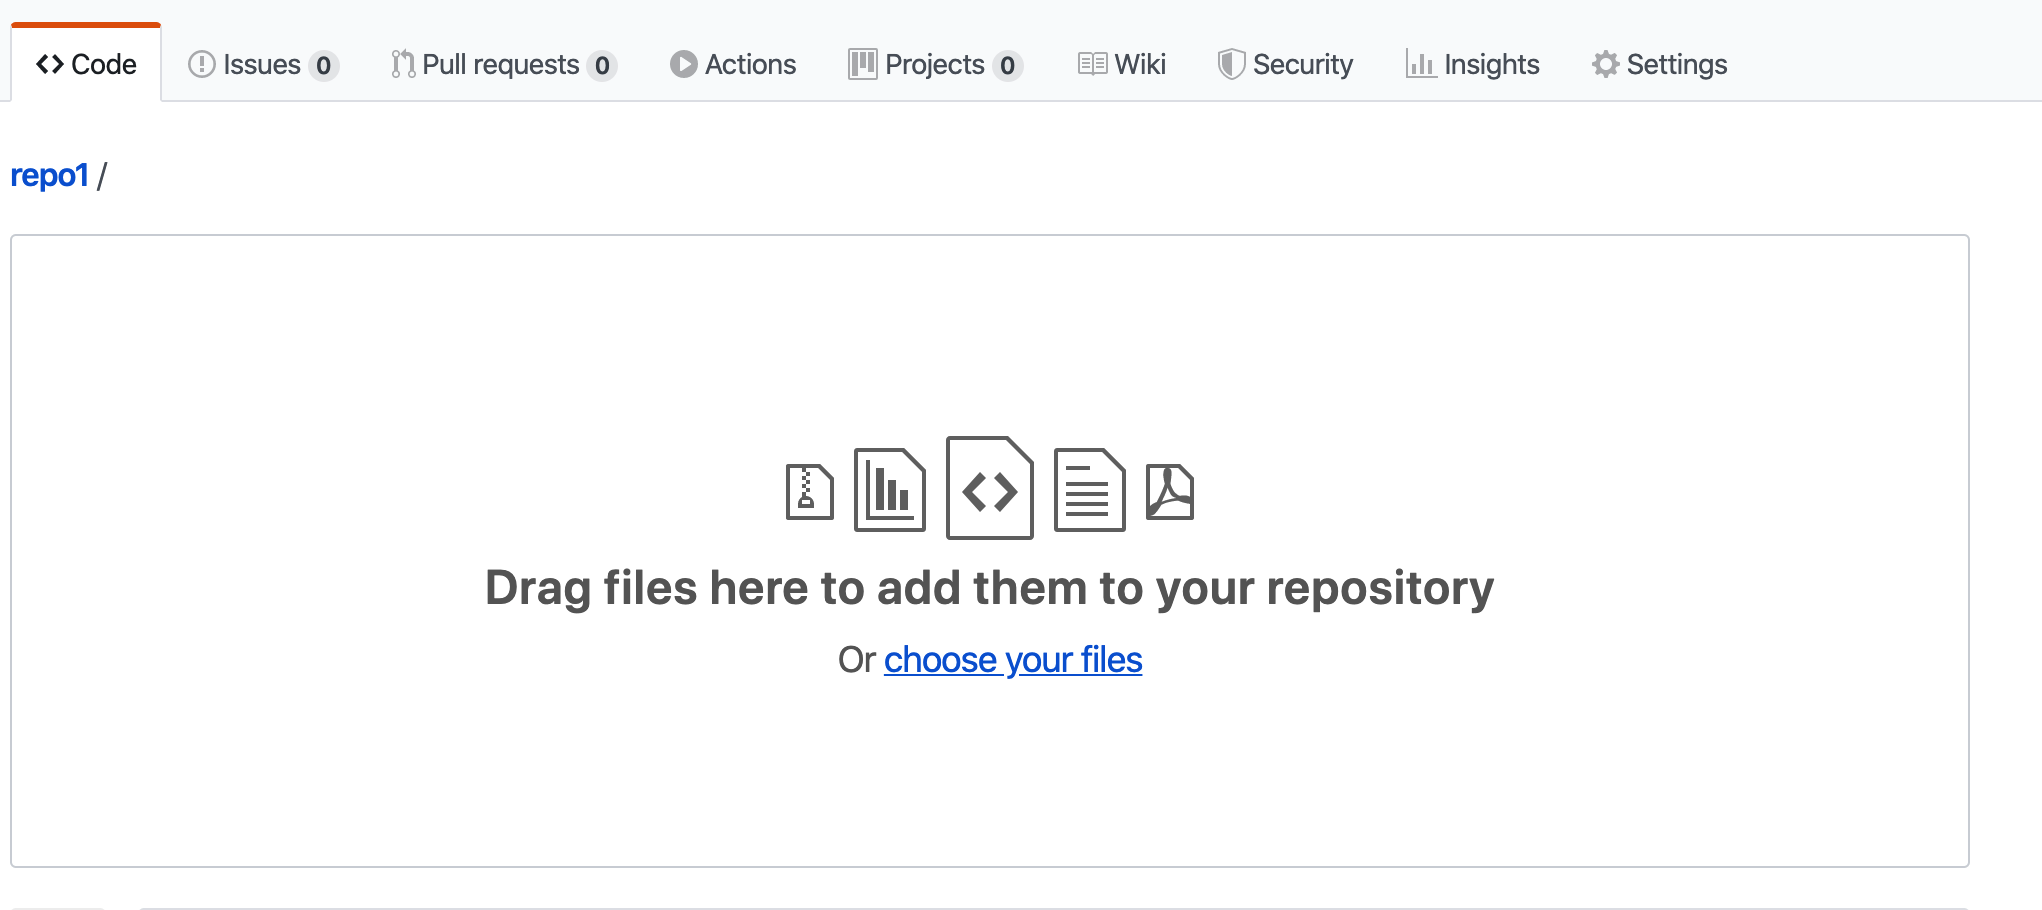 Code Issues 0 Pull requests 0 Actions Projects 0 Wiki Security Insights Settings
repo1 /
Drag files here to add them to your repository
Or choose your files